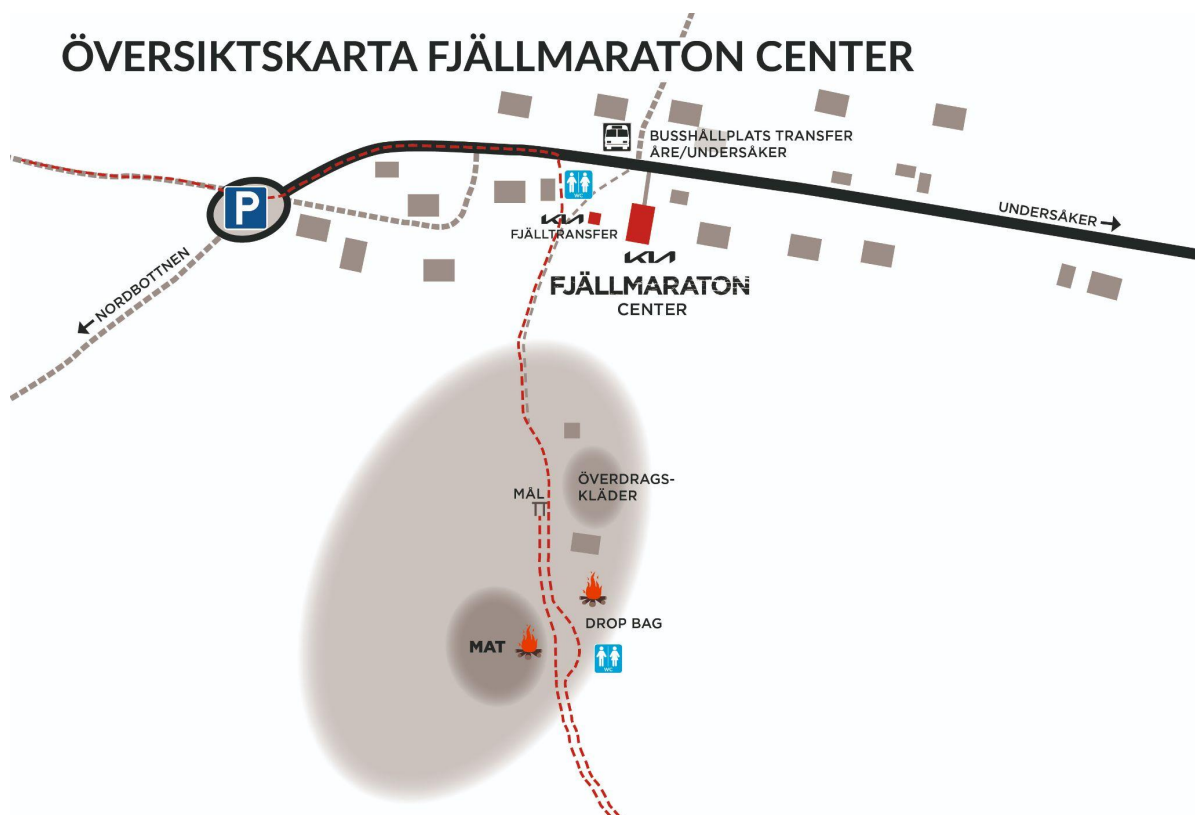 ÖVERSIKTSKARTA FJÄLLMARATON CENTER
BUSSHÅLLPLATS TRANSFER
ÅRE/UNDERSÅKER
WC
P
UNDERSÅKER →
KIA
FJÄLLTRANSFER
KIA
FJÄLLMARATON
CENTER
← NORDBOTTNEN
ÖVERDRAGS-
KLÄDER
MÅL
DROP BAG
MAT
WC